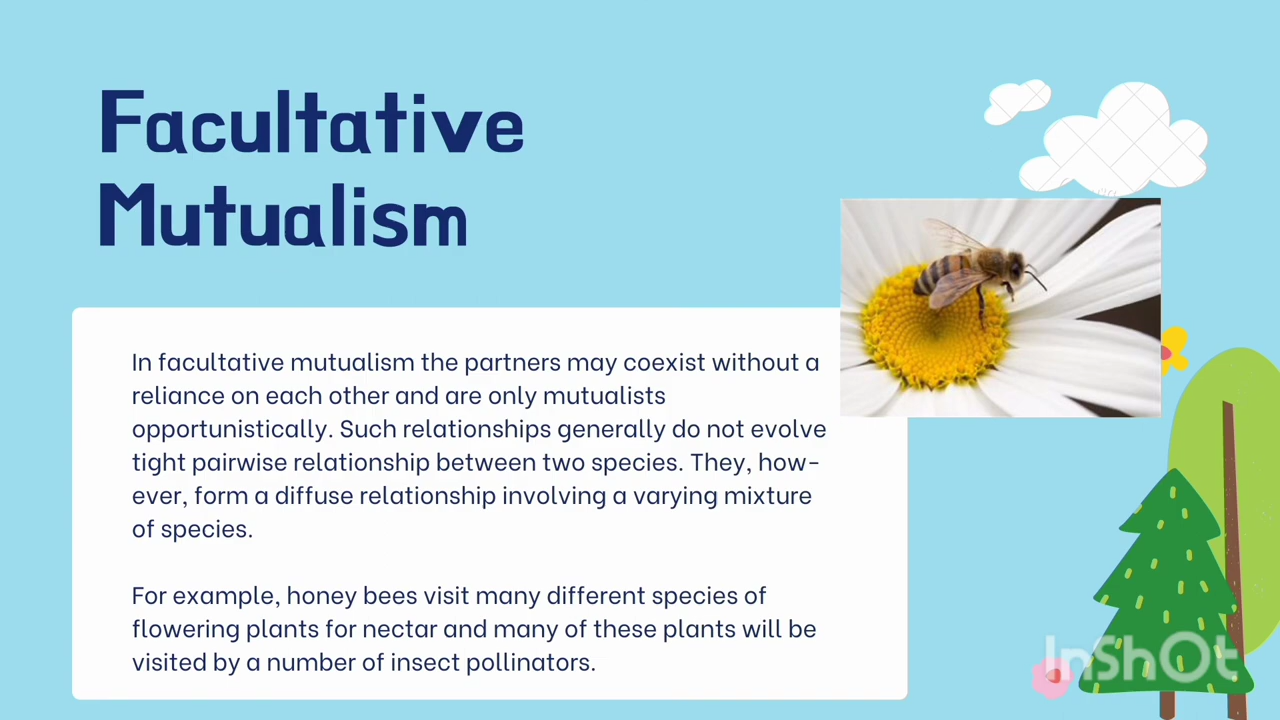 Facultative
Mutualism
In facultative mutualism the partners may coexist without a
reliance on each other and are only mutualists
opportunistically. Such relationships generally do not evolve
tight pairwise relationship between two species. They, how-
ever, form a diffuse relationship involving a varying mixture
of species.
For example, honey bees visit many different species of
flowering plants for nectar and many of these plants will be
visited by a number of insect pollinators.
InShOt